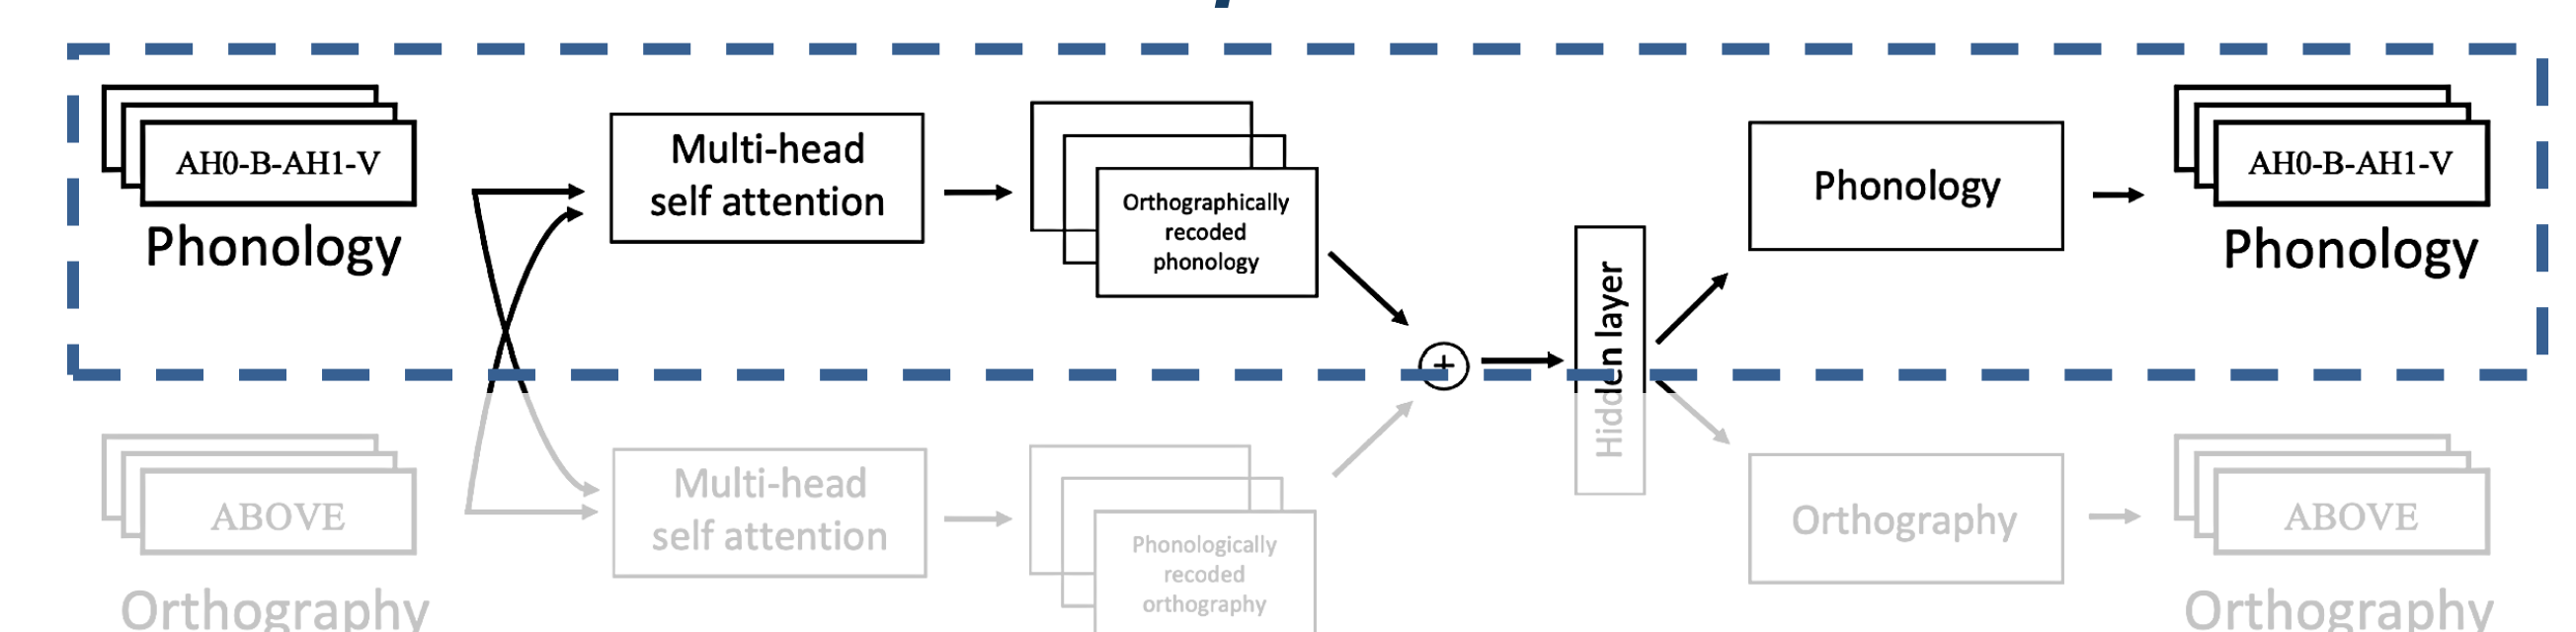 AH0-B-AH1-V
Phonology
Multi-head
self attention
Orthographically
recoded
phonology
+
Hidden layer
Phonology
AH0-B-AH1-V
Phonology
ABOVE
Orthography
Multi-head
self attention
Phonologically
recoded
orthography
Orthography
ABOVE
Orthography